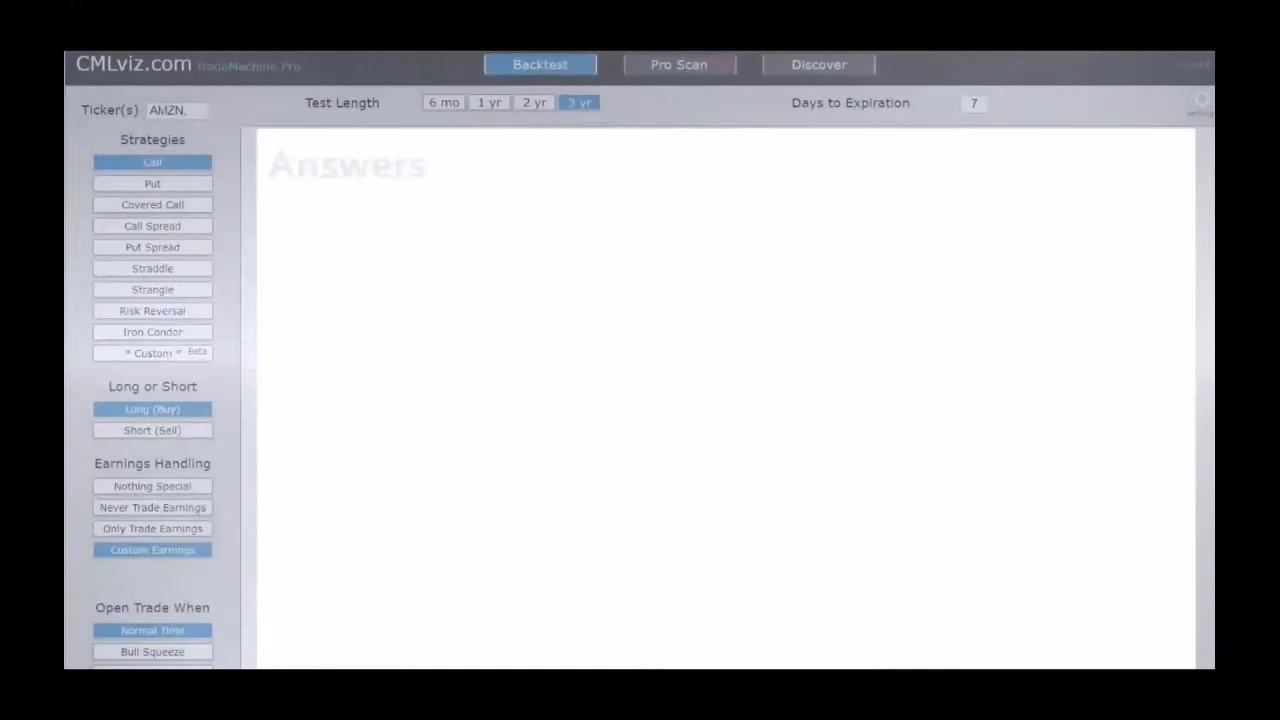 CMLviz.com TradeMachine Pro
Backtest
Pro Scan
Discover
Ticker(s) AMZN,
Test Length 6 mo 1 yr 2 yr 3 yr
Days to Expiration 7
Strategies
Call
Put
Covered Call
Call Spread
Put Spread
Straddle
Strangle
Risk Reversal
Iron Condor
* Custom * Beta
Long or Short
Long (Buy)
Short (Sell)
Earnings Handling
Nothing Special
Never Trade Earnings
Only Trade Earnings
Custom Earnings
Open Trade When
Normal Time
Bull Squeeze
Answers